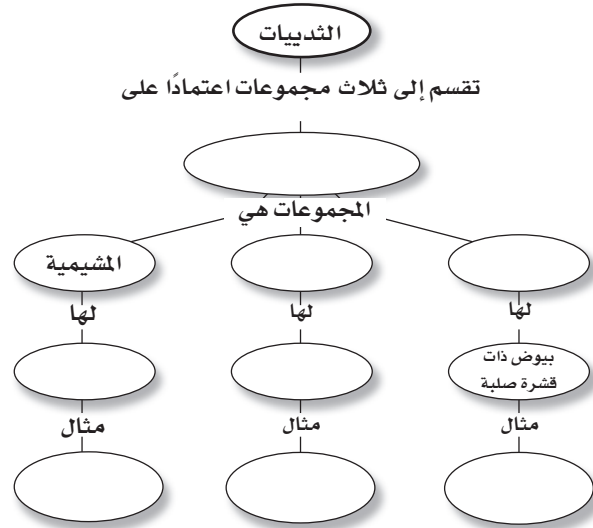 الثدييات
تقسم إلى ثلاث مجموعات اعتمادًا على
المجموعات هي
المشيمية
لها
لها
لها
بيوض ذات
قشرة صلبة
مثال
مثال
مثال